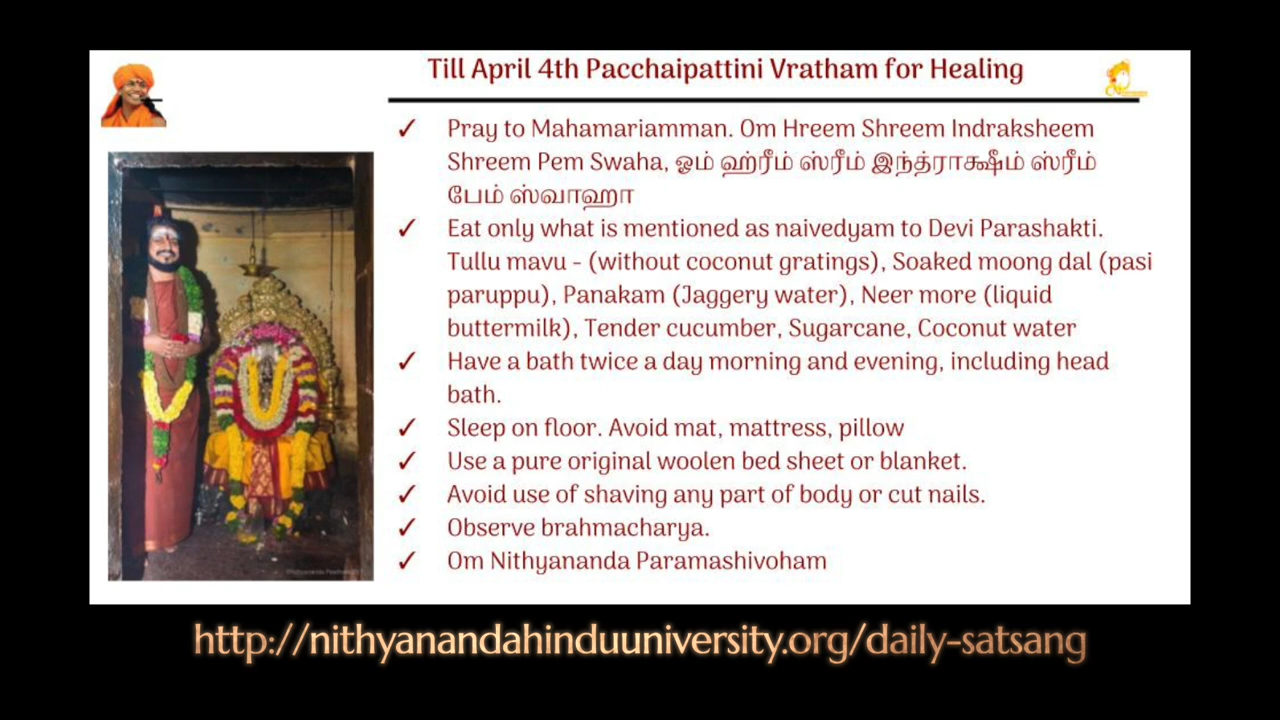 Till April 4th Pacchaipattini Vratham for Healing
✓ Pray to Mahamariamman. Om Hreem Shreem Indraksheem
Shreem Pem Swaha, ஓம் ஹ்ரீம் ஸ்ரீம் இந்த்ராக்ஷீம் ஸ்ரீம்
பேம் ஸ்வாஹா
✓ Eat only what is mentioned as naivedyam to Devi Parashakti.
Tullu mavu - (without coconut gratings), Soaked moong dal (pasi
paruppu), Panakam (Jaggery water), Neer more (liquid
buttermilk), Tender cucumber, Sugarcane, Coconut water
✓ Have a bath twice a day morning and evening, including head
bath.
✓ Sleep on floor. Avoid mat, mattress, pillow
✓ Use a pure original woolen bed sheet or blanket.
✓ Avoid use of shaving any part of body or cut nails.
✓ Observe brahmacharya.
✓ Om Nithyananda Paramashivoham
http://nithyanandahinduuniversity.org/daily-satsang